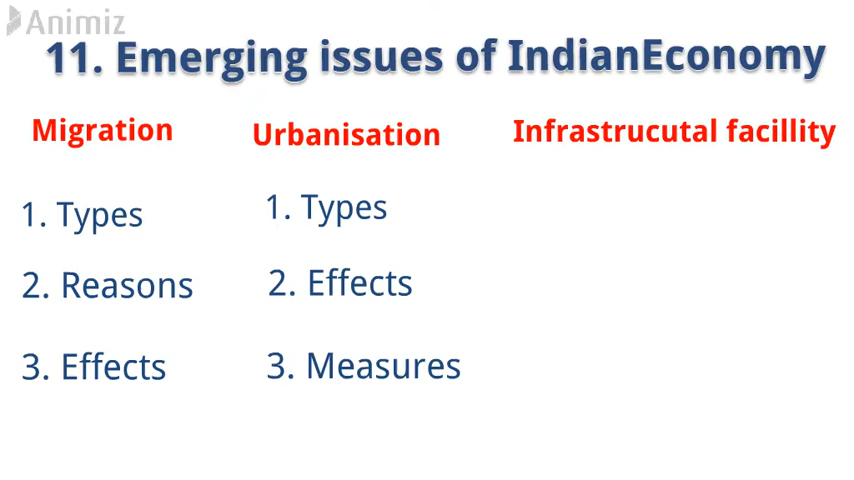 Animiz
11. Emerging issues of IndianEconomy
Migration
1. Types
2. Reasons
3. Effects
Urbanisation
1. Types
2. Effects
3. Measures
Infrastrucutal facillity